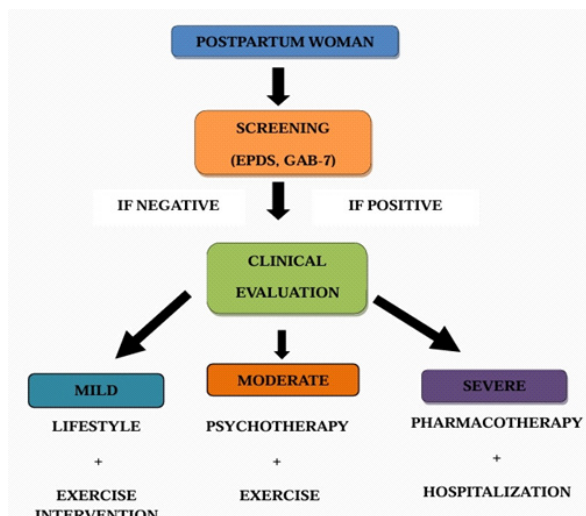 POSTPARTUM WOMAN
SCREENING
(EPDS, GAB-7)
IF NEGATIVE
IF POSITIVE
CLINICAL
EVALUATION
MILD
MODERATE
SEVERE
LIFESTYLE
+
EXERCISE
INTERVENTION
PSYCHOTHERAPY
+
EXERCISE
PHARMACOTHERAPY
+
HOSPITALIZATION